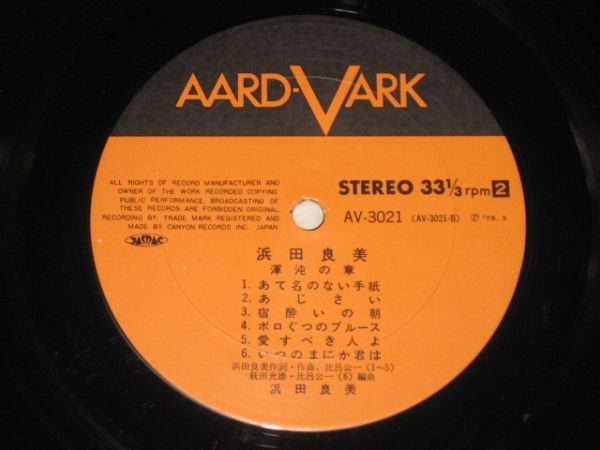 AARD-VARK
ALL RIGHTS OF RECORD MANUFACTURER AND
OWNER OF THE WORK RECORDED COPYING
PUBLIC PERFORMANCE, BROADCASTING OF
THESE RECORDS ARE FORBIDDEN ORIGINAL
RECORDING BY, TRADE MARK REGISTERED AND
MADE BY CANYON RECORDS INC. JAPAN
JASRAC
STEREO 33 1/3 rpm 2
AV-3021 (AV-3021-B) Ⓟ'78.3
浜田良美
渾沌の章
1. あて名のない手紙
2. あじさい
3. 宿酔いの朝
4. ボロぐつのブルース
5. 愛すべき人よ
6. いつのまにか君は
浜田良美作詞・作曲、比呂公一(1〜5)
萩田光雄・比呂公一(6)編曲
浜田良美